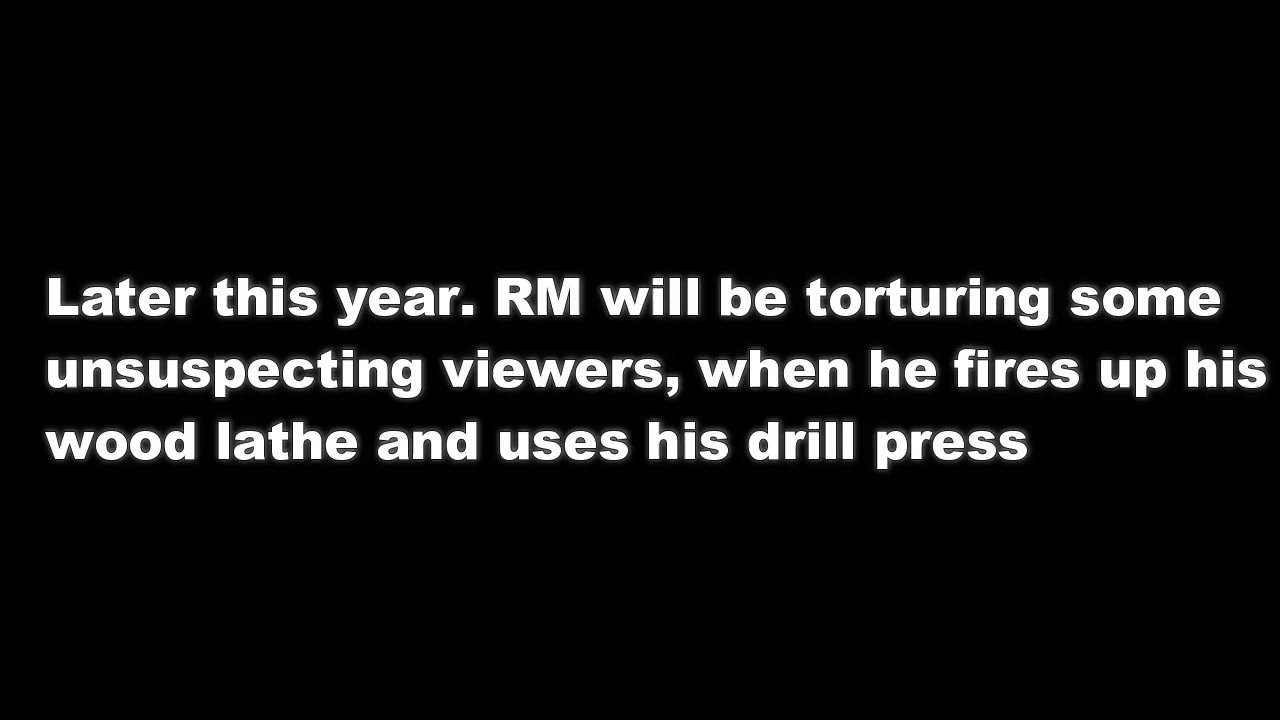 Later this year. RM will be torturing some
unsuspecting viewers, when he fires up his
wood lathe and uses his drill press